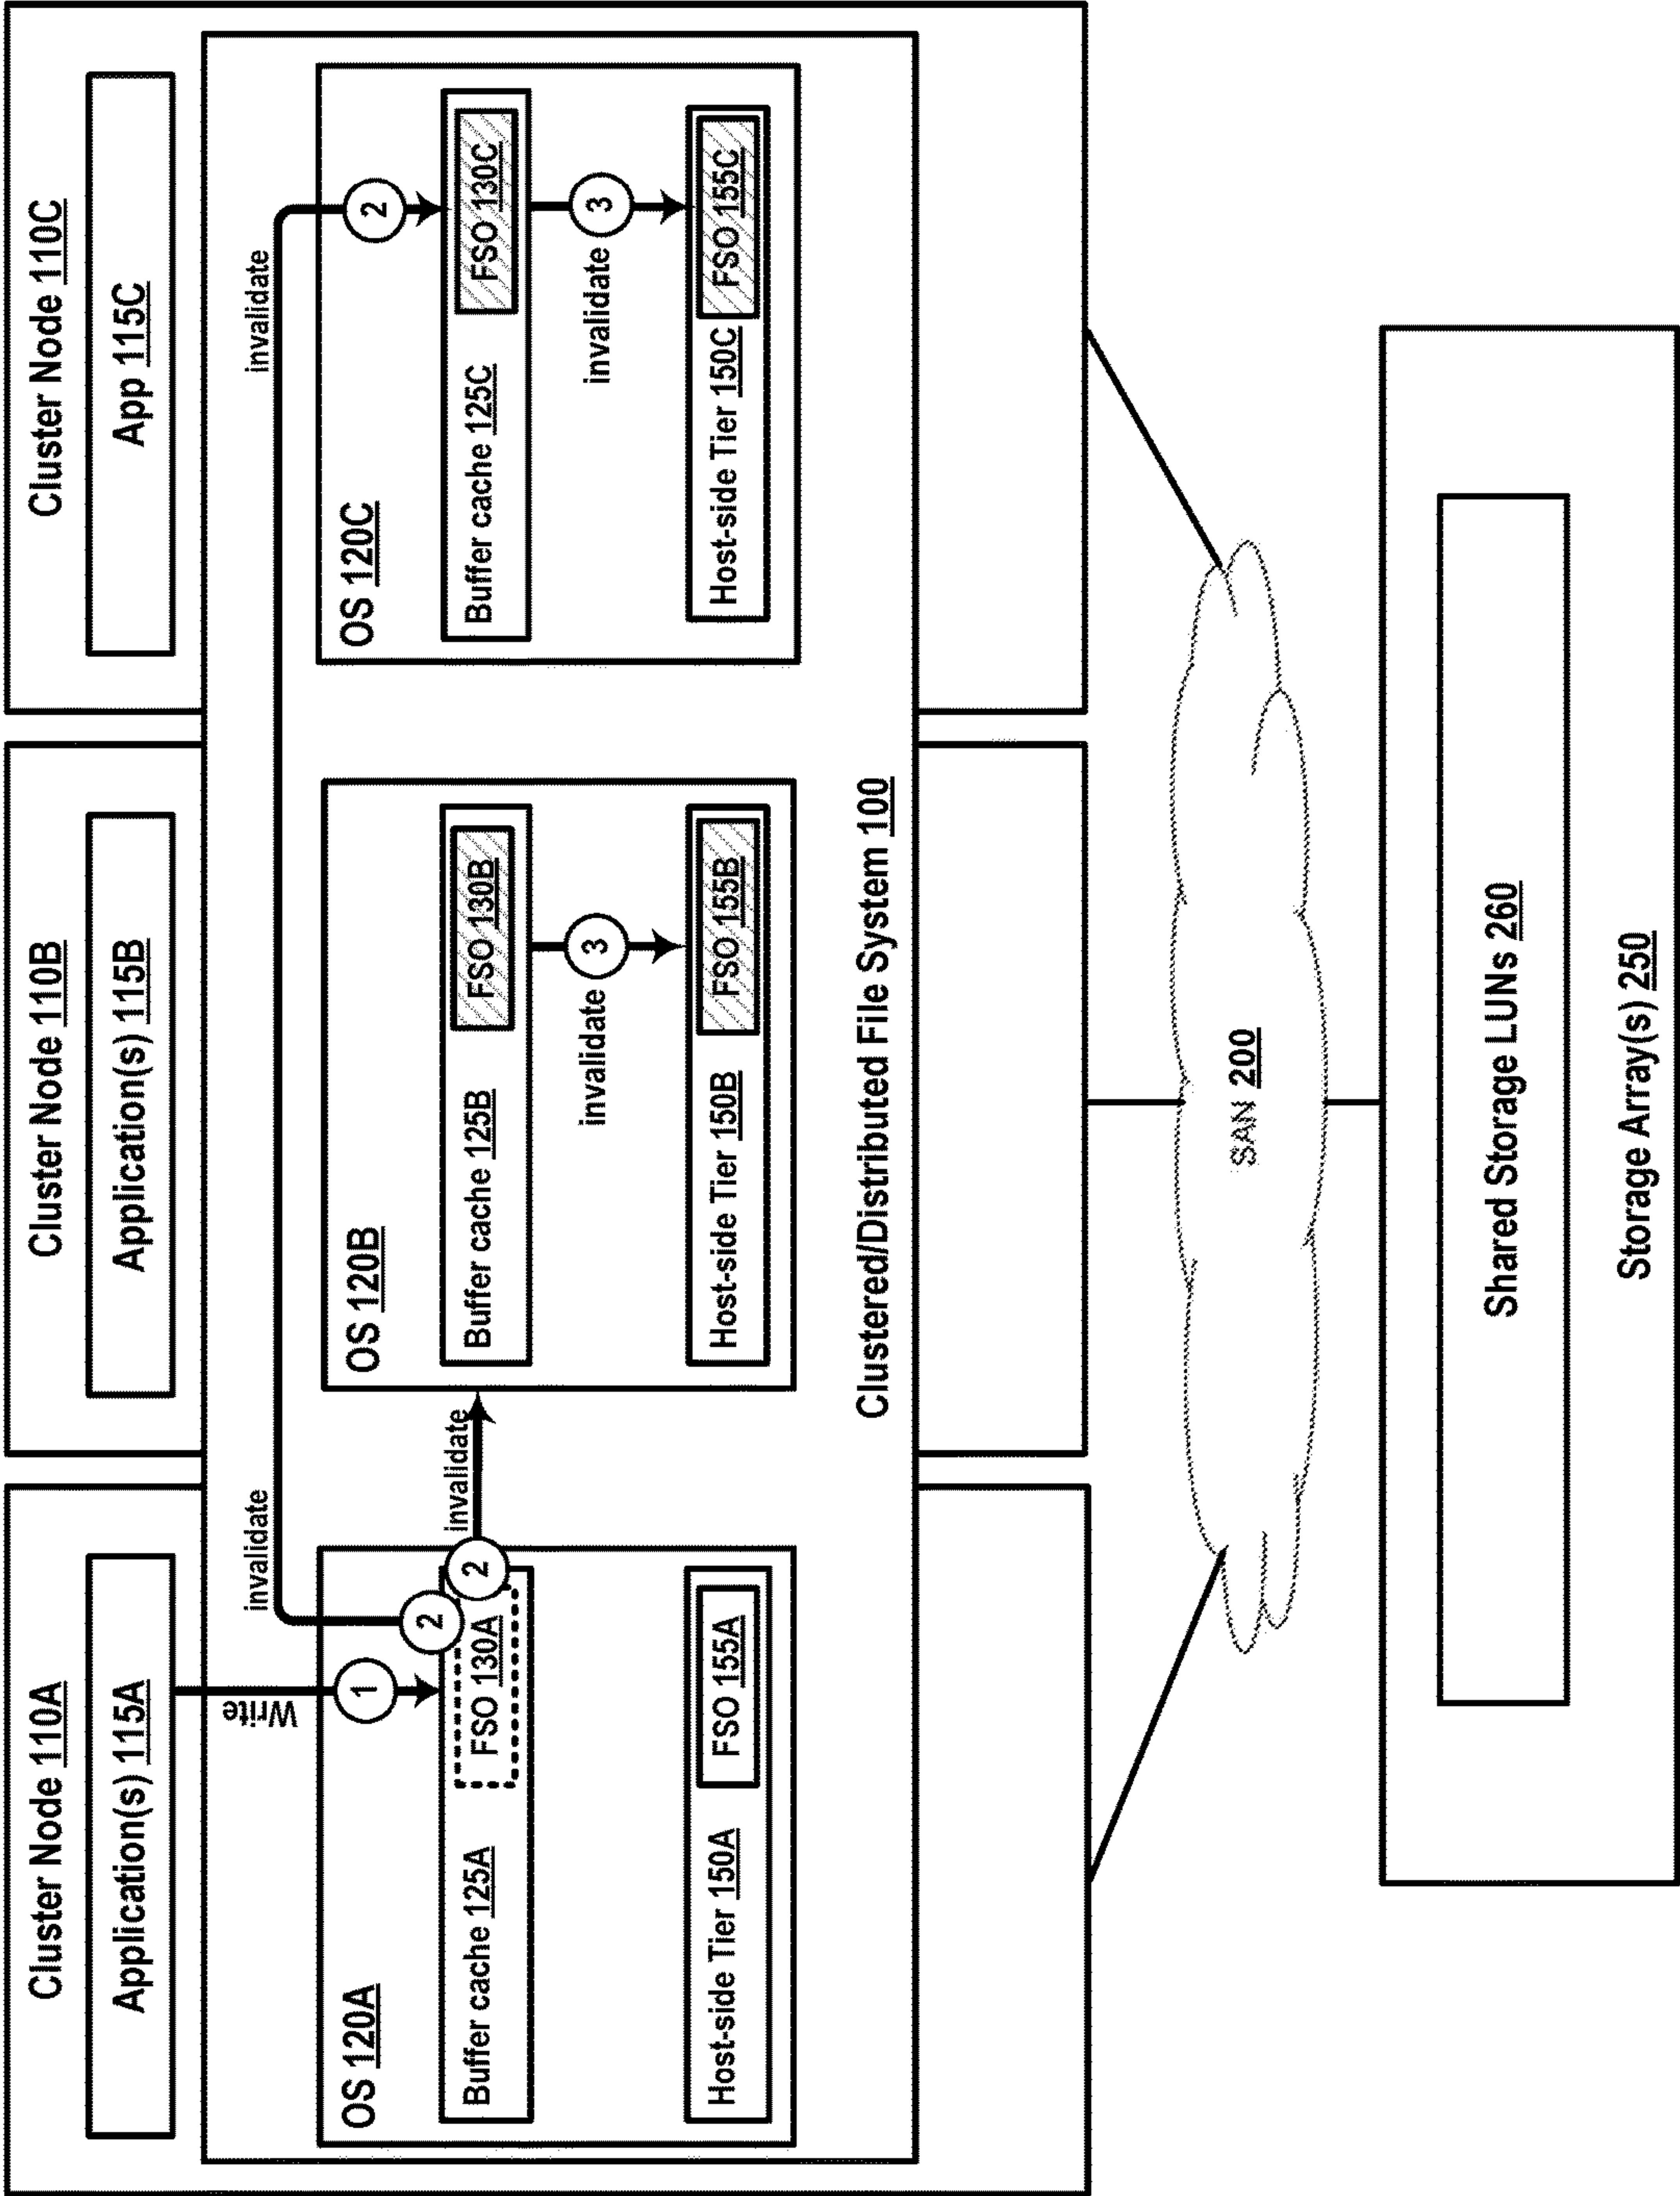 Cluster Node 110A
Application(s) 115A
Write
1
invalidate
OS 120A
2
2
invalidate
Buffer cache 125A
FSO 130A
Host-side Tier 150A
FSO 155A
Cluster Node 110B
Application(s) 115B
OS 120B
Buffer cache 125B
FSO 130B
invalidate
3
Host-side Tier 150B
FSO 155B
Cluster Node 110C
App 115C
invalidate
OS 120C
2
Buffer cache 125C
FSO 130C
invalidate
3
Host-side Tier 150C
FSO 155C
Clustered/Distributed File System 100
SAN 200
Shared Storage LUNs 260
Storage Array(s) 250